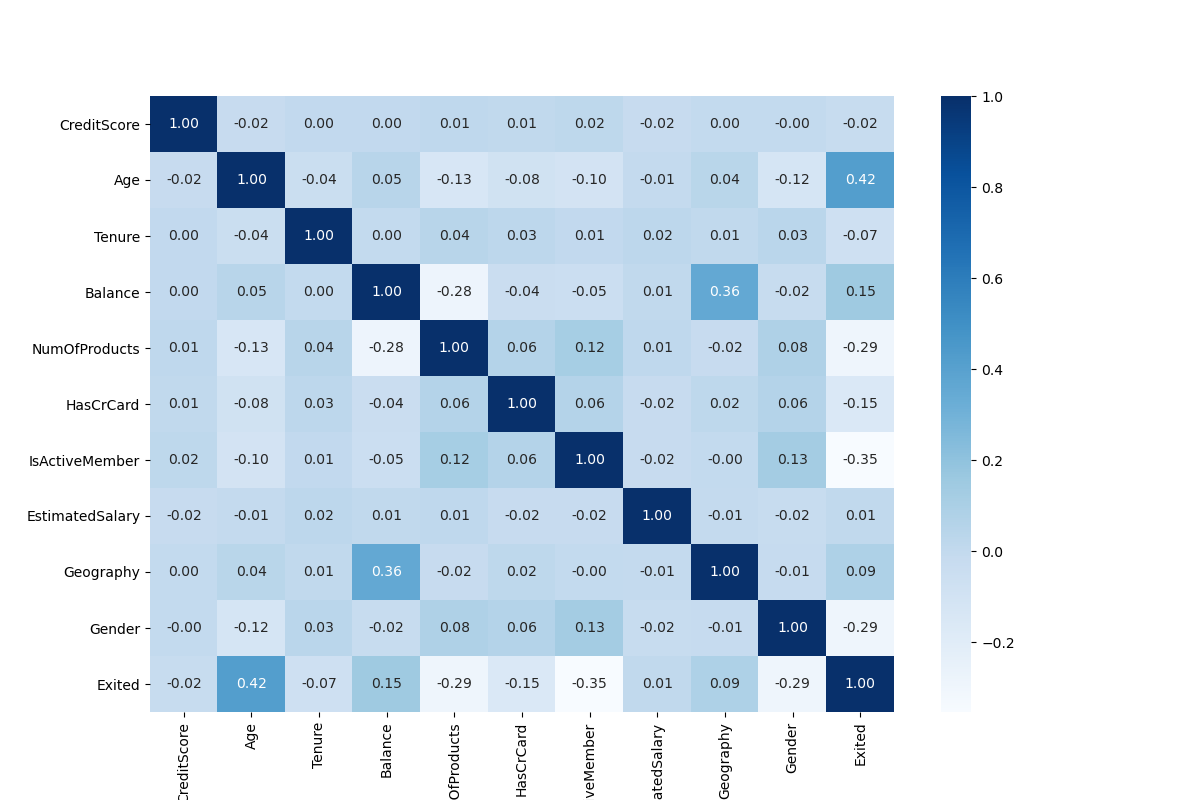 CreditScore 1.00 -0.02 0.00 0.00 0.01 0.01 0.02 -0.02 0.00 -0.00 -0.02
Age -0.02 1.00 -0.04 0.05 -0.13 -0.08 -0.10 -0.01 0.04 -0.12 0.42
Tenure 0.00 -0.04 1.00 0.00 0.04 0.03 0.01 0.02 0.01 0.03 -0.07
Balance 0.00 0.05 0.00 1.00 -0.28 -0.04 -0.05 0.01 0.36 -0.02 0.15
NumOfProducts 0.01 -0.13 0.04 -0.28 1.00 0.06 0.12 0.01 -0.02 0.08 -0.29
HasCrCard 0.01 -0.08 0.03 -0.04 0.06 1.00 0.06 -0.02 0.02 0.06 -0.15
IsActiveMember 0.02 -0.10 0.01 -0.05 0.12 0.06 1.00 -0.02 -0.00 0.13 -0.35
EstimatedSalary -0.02 -0.01 0.02 0.01 0.01 -0.02 -0.02 1.00 -0.01 -0.02 0.01
Geography 0.00 0.04 0.01 0.36 -0.02 0.02 -0.00 -0.01 1.00 -0.01 0.09
Gender -0.00 -0.12 0.03 -0.02 0.08 0.06 0.13 -0.02 -0.01 1.00 -0.29
Exited -0.02 0.42 -0.07 0.15 -0.29 -0.15 -0.35 0.01 0.09 -0.29 1.00
CreditScore
Age
Tenure
Balance
OfProducts
HasCrCard
veMember
atedSalary
Geography
Gender
Exited
1.0
0.8
0.6
0.4
0.2
0.0
−0.2